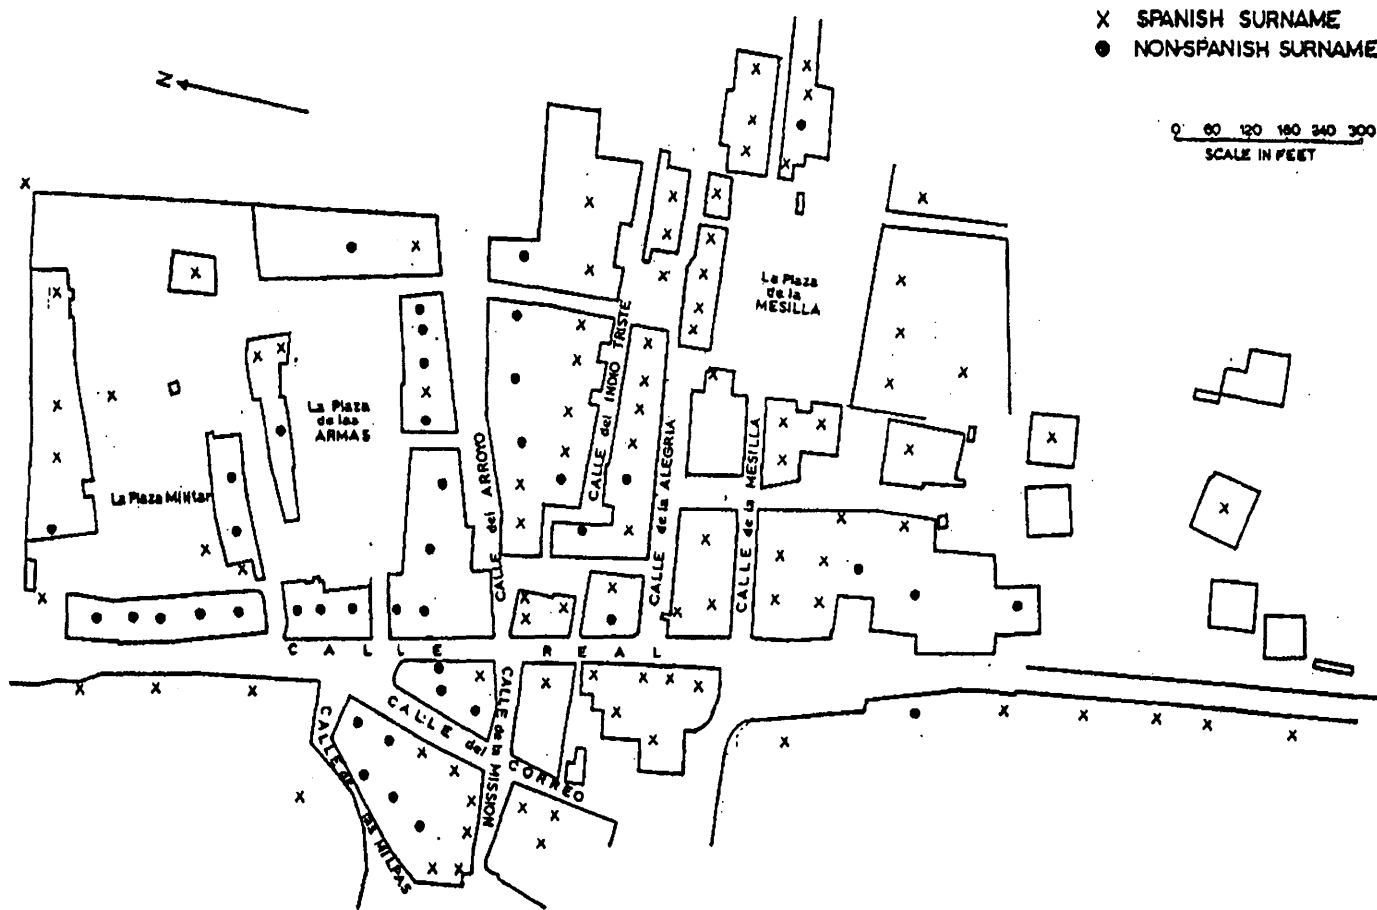 X SPANISH SURNAME
● NON-SPANISH SURNAME
N
0 60 120 180 240 300
SCALE IN FEET
La Plaza
de la
MESILLA
La Plaza
de las
ARMAS
La Plaza Militar
CALLE del INDIO TRISTE
CALLE del ARROYO
CALLE de la ALEGRIA
CALLE de la MESILLA
CALLE REAL
CALLE del CORREO
CALLE de la MISSION
CALLE de las MILPAS